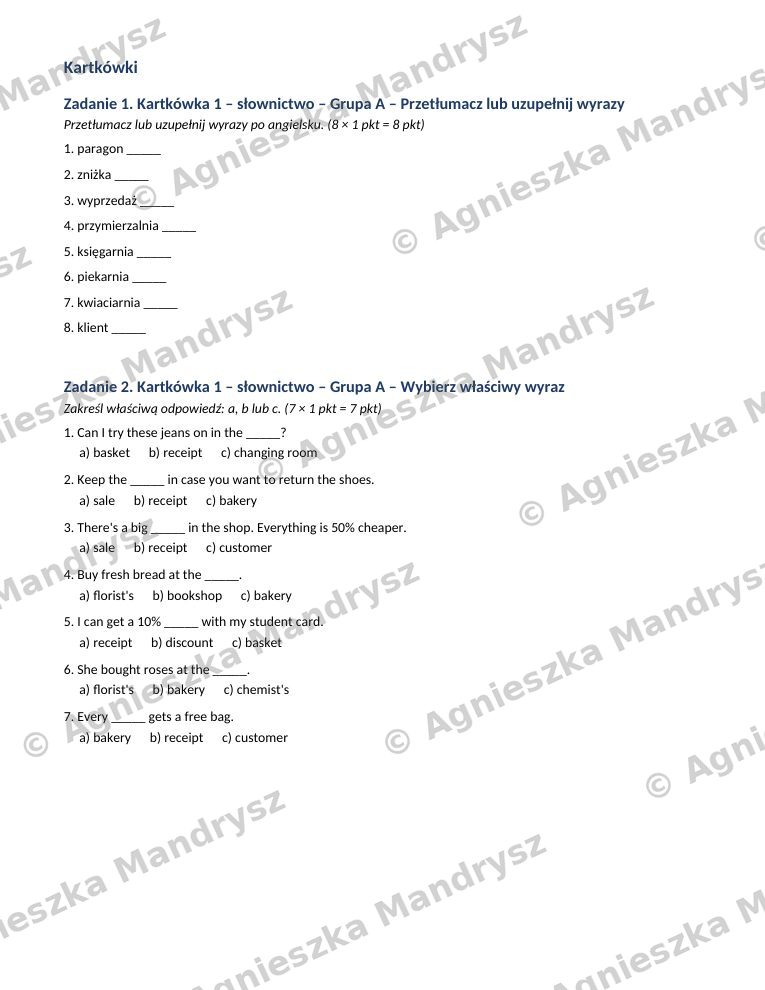 Kartkówki
Zadanie 1. Kartkówka 1 – słownictwo – Grupa A – Przetłumacz lub uzupełnij wyrazy
Przetłumacz lub uzupełnij wyrazy po angielsku. (8 × 1 pkt = 8 pkt)
1. paragon _____
2. zniżka _____
3. wyprzedaż _____
4. przymierzalnia _____
5. księgarnia _____
6. piekarnia _____
7. kwiaciarnia _____
8. klient _____
Zadanie 2. Kartkówka 1 – słownictwo – Grupa A – Wybierz właściwy wyraz
Zakreśl właściwą odpowiedź: a, b lub c. (7 × 1 pkt = 7 pkt)
1. Can I try these jeans on in the _____?
a) basket b) receipt c) changing room
2. Keep the _____ in case you want to return the shoes.
a) sale b) receipt c) bakery
3. There's a big _____ in the shop. Everything is 50% cheaper.
a) sale b) receipt c) customer
4. Buy fresh bread at the _____.
a) florist's b) bookshop c) bakery
5. I can get a 10% _____ with my student card.
a) receipt b) discount c) basket
6. She bought roses at the _____.
a) florist's b) bakery c) chemist's
7. Every _____ gets a free bag.
a) bakery b) receipt c) customer
© Agnieszka Mandrysz